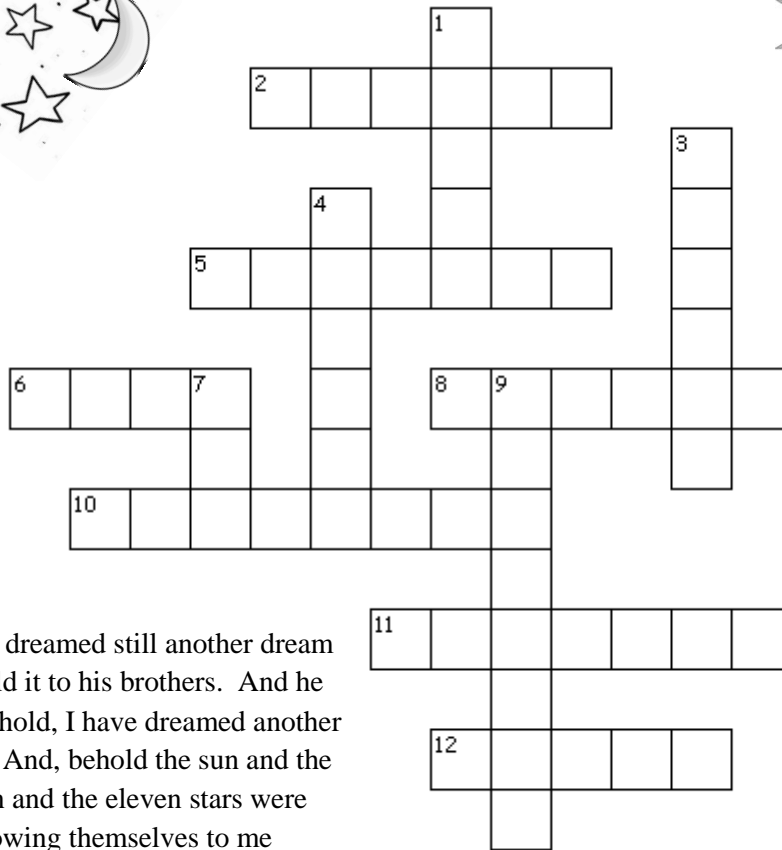 1
2
3
4
5
6
7
8
9
10
11
12
dreamed still another dream
it to his brothers. And he
I have dreamed another
And, behold the sun and the
and the eleven stars were
themselves to me